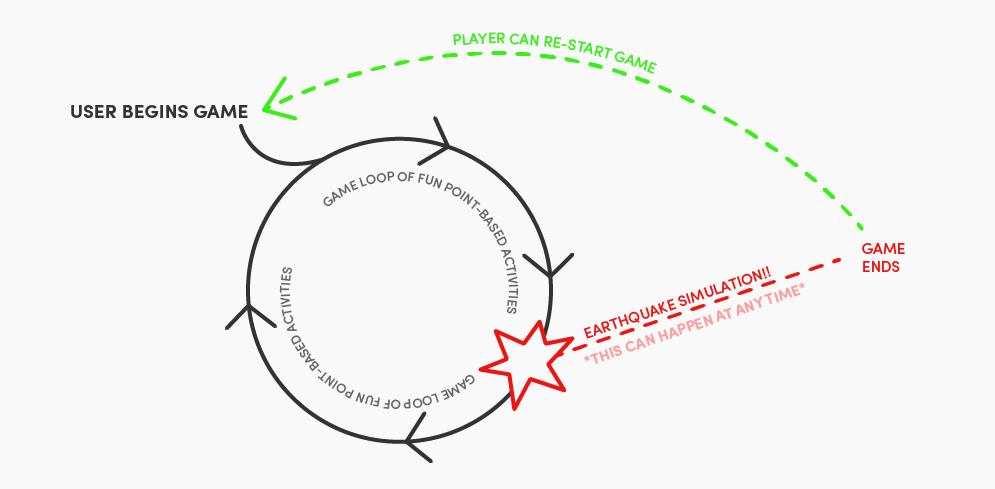 PLAYER CAN RE-START GAME
USER BEGINS GAME
GAME LOOP OF FUN POINT-BASED ACTIVITIES
GAME LOOP OF FUN POINT-BASED ACTIVITIES
GAME
ENDS
EARTHQUAKE SIMULATION!!
*THIS CAN HAPPEN AT ANY TIME*